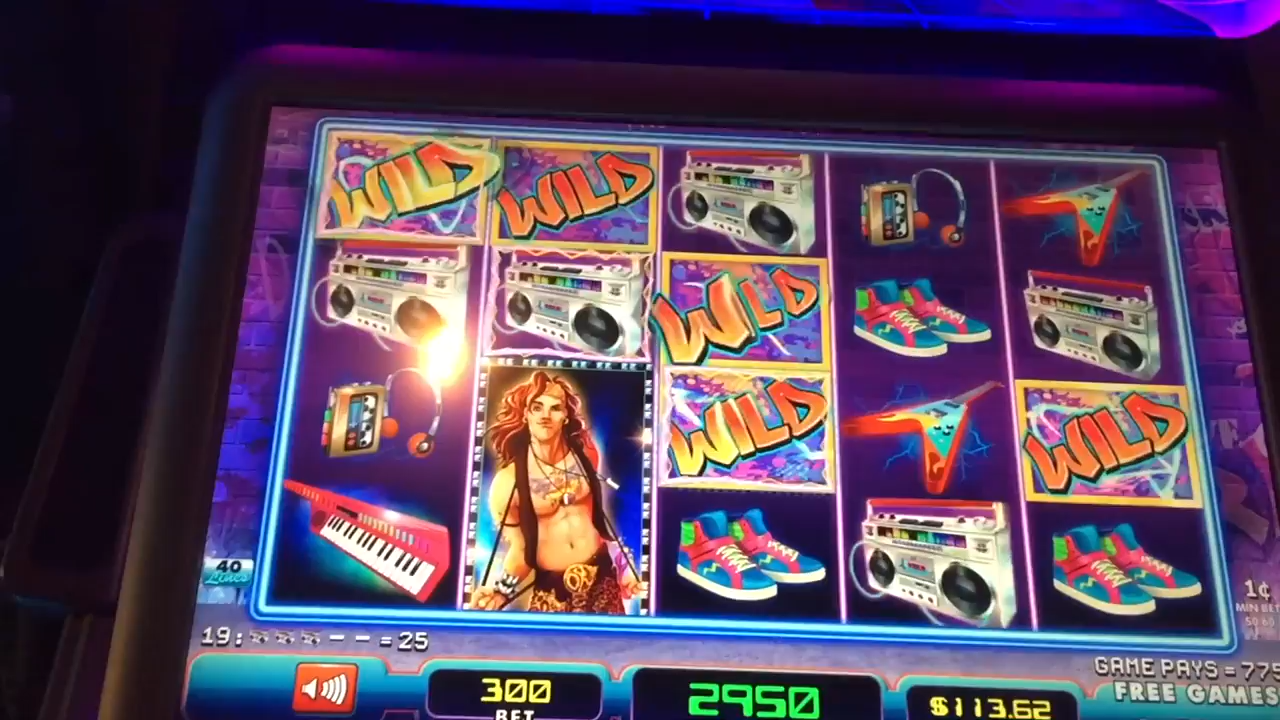 WILD WILD
WILD
WILD
WILD
40
Lines
1¢
MIN BET
19: - - = 25
GAME PAYS = 775
FREE GAMES
300
BET
2950
$113.62